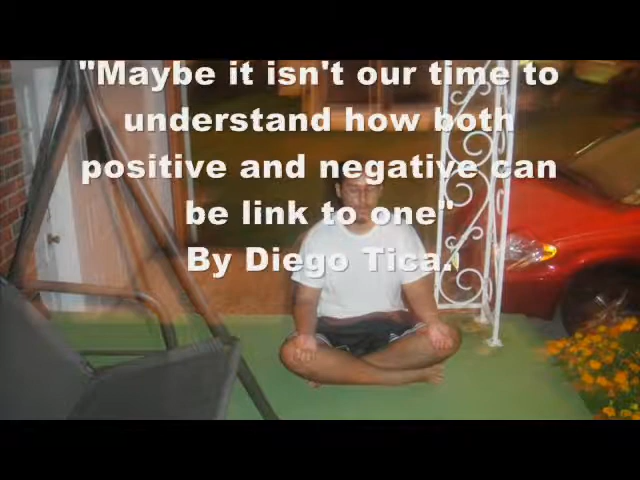 "Maybe it isn't our time to
understand how both
positive and negative can
be link to one"
By Diego Tica.